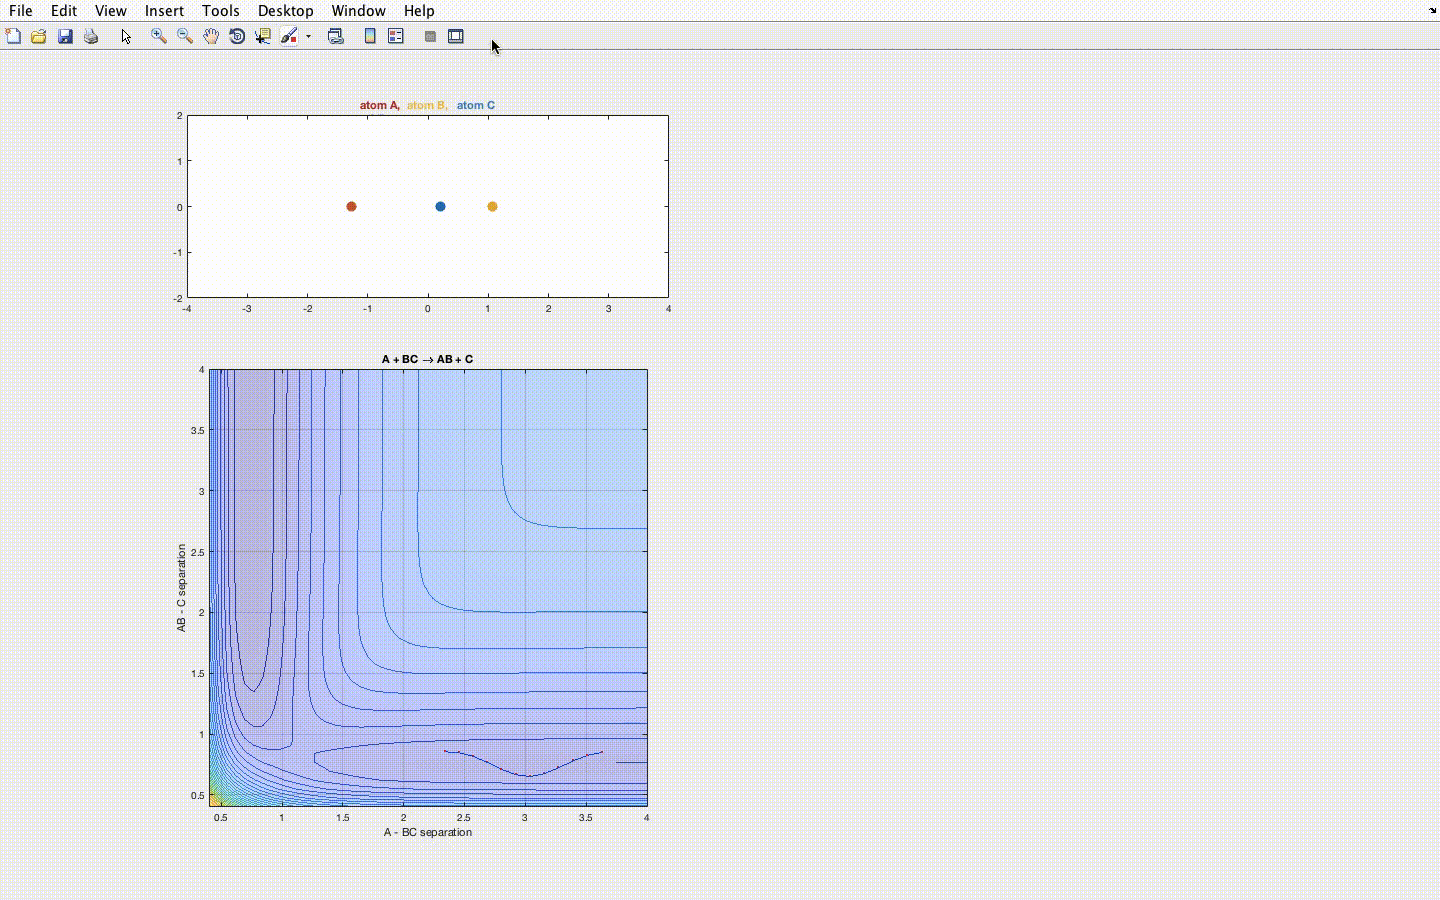 File Edit View Insert Tools Desktop Window Help
atom A, atom B, atom C
2
1
0
-1
-2
-4 -3 -2 -1 0 1 2 3 4
A + BC → AB + C
4
3.5
3
2.5
2
1.5
1
0.5
AB - C separation
0.5 1 1.5 2 2.5 3 3.5 4
A - BC separation